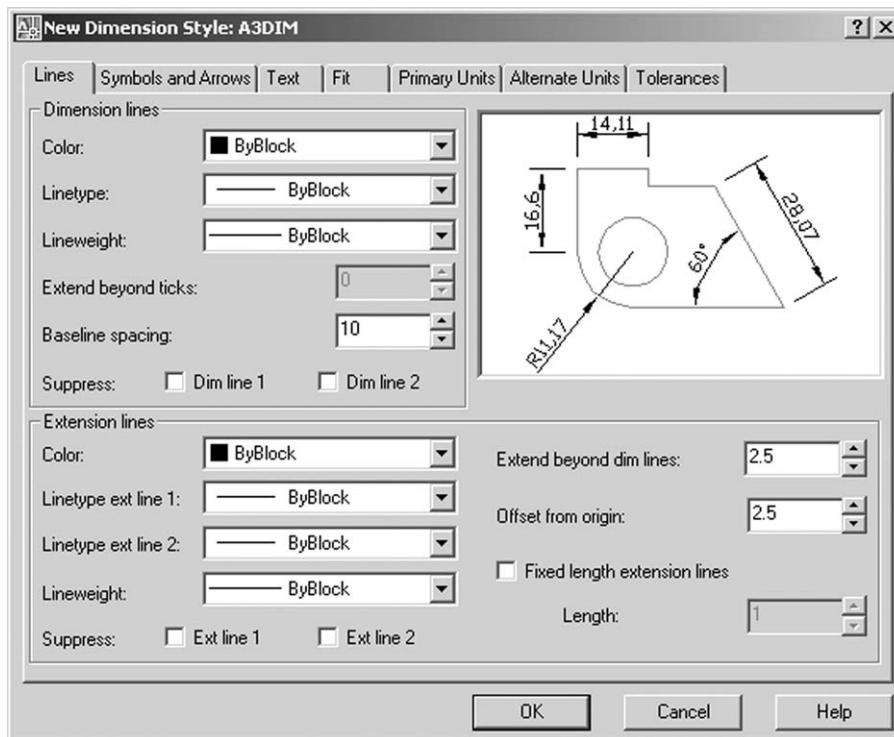 New Dimension Style: A3DIM
Lines Symbols and Arrows Text Fit Primary Units Alternate Units Tolerances
Dimension lines
Color: ByBlock
Linetype: ByBlock
Lineweight: ByBlock
Extend beyond ticks: 0
Baseline spacing: 10
Suppress: Dim line 1 Dim line 2
14,11
16,6
28,07
60°
R11,17
Extension lines
Color: ByBlock
Linetype ext line 1: ByBlock
Linetype ext line 2: ByBlock
Lineweight: ByBlock
Suppress: Ext line 1 Ext line 2
Extend beyond dim lines: 2.5
Offset from origin: 2.5
Fixed length extension lines
Length: 1
OK Cancel Help